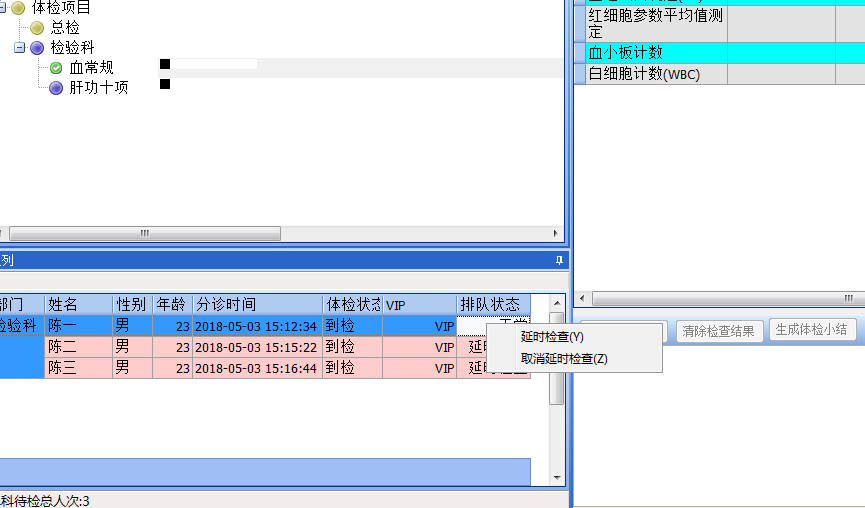 体检项目
总检
检验科
血常规
肝功十项
红细胞参数平均值测
定
血小板计数
白细胞计数(WBC)
列
部门 姓名 性别 年龄 分诊时间 体检状态 VIP 排队状态
检验科 陈一 男 23 2018-05-03 15:12:34 到检 VIP
陈二 男 23 2018-05-03 15:15:22 到检 VIP 延时
陈三 男 23 2018-05-03 15:16:44 到检 VIP
延时检查(Y)
取消延时检查(Z)
清除检查结果 生成体检小结
科待检总人次:3